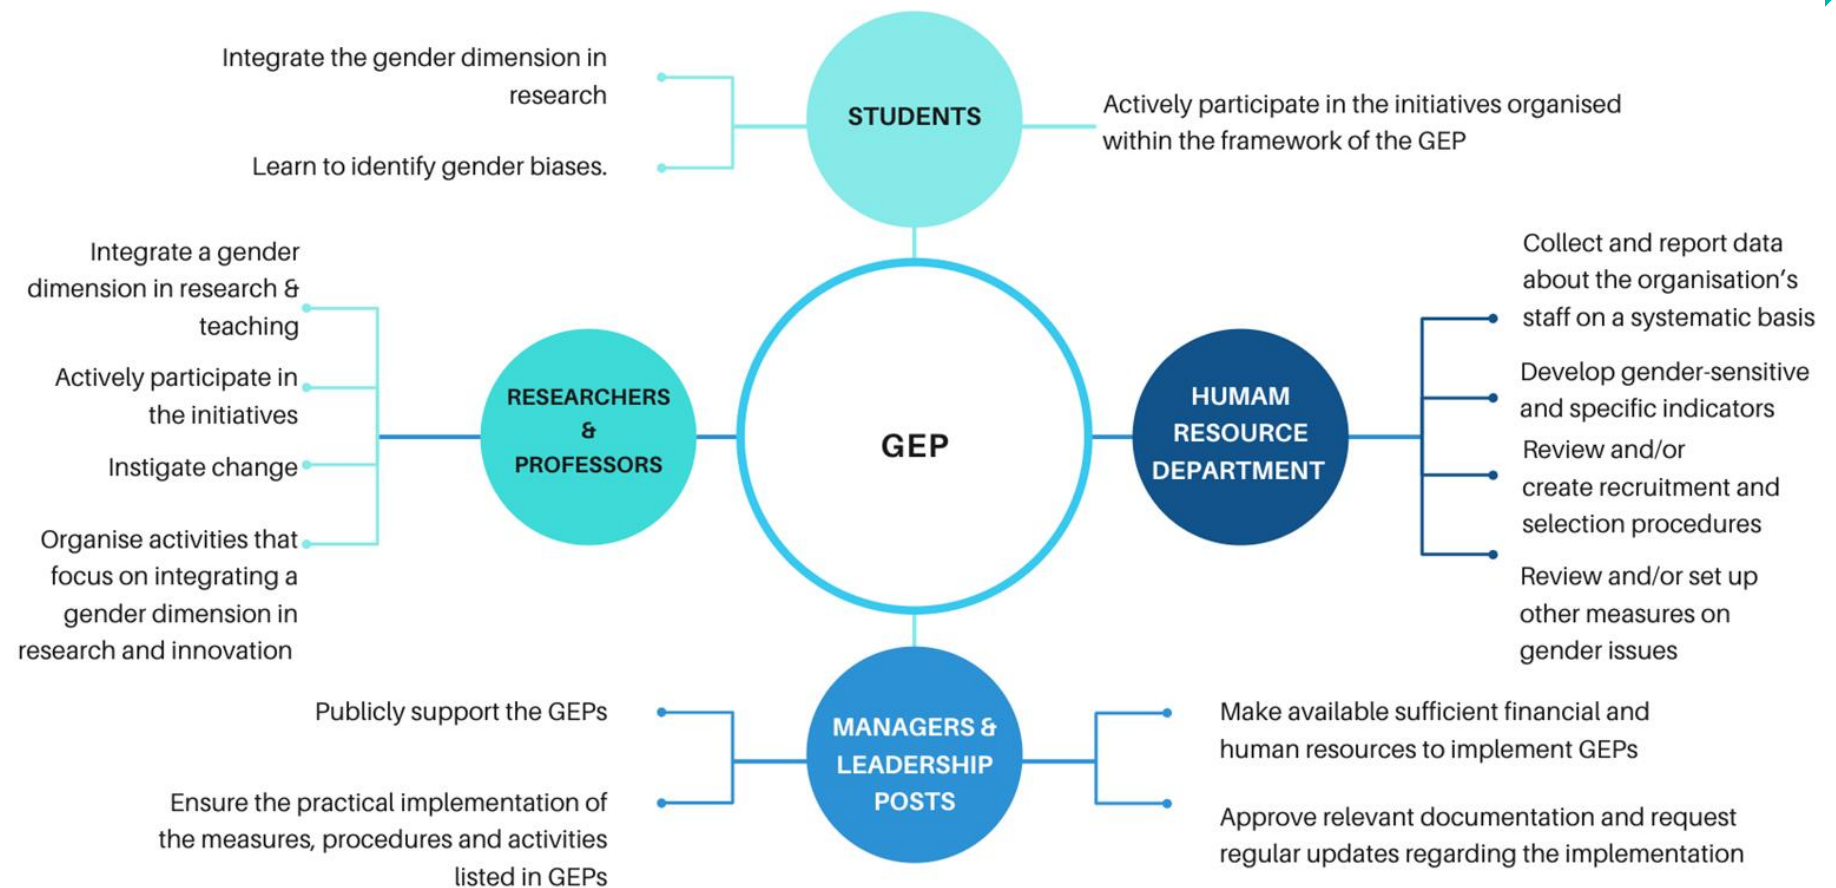 Integrate the gender dimension in
research
Learn to identify gender biases.
STUDENTS
Actively participate in the initiatives organised
within the framework of the GEP
Integrate a gender
dimension in research &
teaching
Actively participate in
the initiatives
Instigate change
Organise activities that
focus on integrating a
gender dimension in
research and innovation
RESEARCHERS
&
PROFESSORS
GEP
HUMAM
RESOURCE
DEPARTMENT
Collect and report data
about the organisation's
staff on a systematic basis
Develop gender-sensitive
and specific indicators
Review and/or
create recruitment and
selection procedures
Review and/or set up
other measures on
gender issues
Publicly support the GEPs
Ensure the practical implementation of
the measures, procedures and activities
listed in GEPs
MANAGERS &
LEADERSHIP
POSTS
Make available sufficient financial and
human resources to implement GEPs
Approve relevant documentation and request
regular updates regarding the implementation